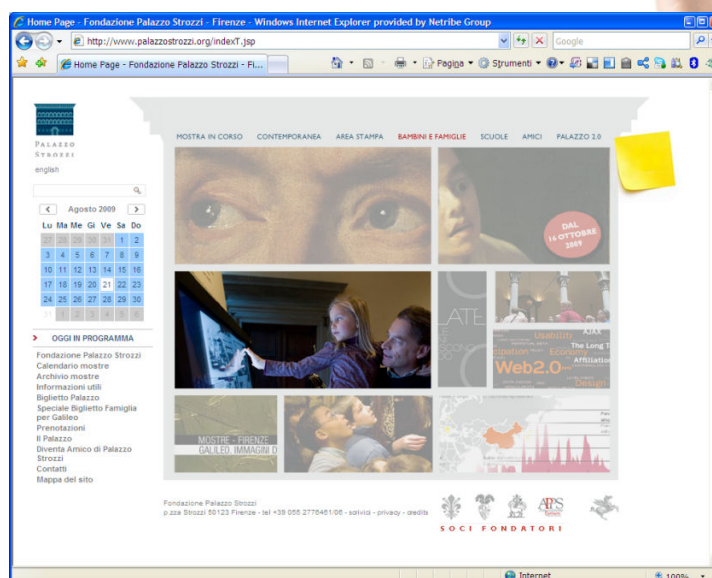 Home Page - Fondazione Palazzo Strozzi - Firenze - Windows Internet Explorer provided by Netribe Group
http://www.palazzostrozzi.org/indexT.jsp
Google
Home Page - Fondazione Palazzo Strozzi - Fi...
Pagina
Strumenti
PALAZZO
STROZZI
english
MOSTRA IN CORSO CONTEMPORANEA AREA STAMPA BAMBINI E FAMIGLIE SCUOLE AMICI PALAZZO 2.0
DAL
16 OTTOBRE
2009
Agosto 2009
Lu Ma Me Gi Ve Sa Do
27 28 29 30 31 1 2
3 4 5 6 7 8 9
10 11 12 13 14 15 16
17 18 19 20 21 22 23
24 25 26 27 28 29 30
31 1 2 3 4 5 6
OGGI IN PROGRAMMA
Fondazione Palazzo Strozzi
Calendario mostre
Archivio mostre
Informazioni utili
Biglietto Palazzo
Speciale Biglietto Famiglia
per Galileo
Prenotazioni
Il Palazzo
Diventa Amico di Palazzo
Strozzi
Contatti
Mappa del sito
Usability
AJAX
The Long T
cipation
Economy
Affiliation
Web2.0
Design
MOSTRE - FIRENZE
GALILEO, IMMAGINI D
Fondazione Palazzo Strozzi
p.zza Strozzi 50123 Firenze - tel +39 055 2776461/06 - scrivici - privacy - credits
SOCI FONDATORI
Internet
100%